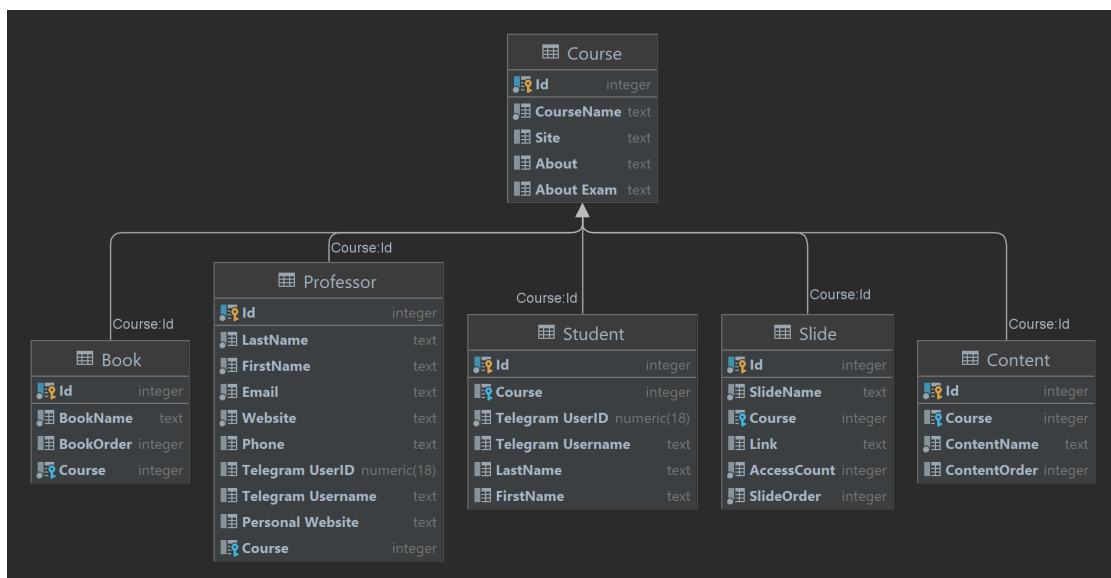 Course
Id integer
CourseName text
Site text
About text
About Exam text
Course:Id
Professor
Id integer
LastName text
FirstName text
Email text
Website text
Phone text
Telegram UserID numeric(18)
Telegram Username text
Personal Website text
Course integer
Course:Id
Student
Id integer
Course integer
Telegram UserID numeric(18)
Telegram Username text
LastName text
FirstName text
Course:Id
Slide
Id integer
SlideName text
Course integer
Link text
AccessCount integer
SlideOrder integer
Course:Id
Book
Id integer
BookName text
BookOrder integer
Course integer
Course:Id
Content
Id integer
Course integer
ContentName text
ContentOrder integer